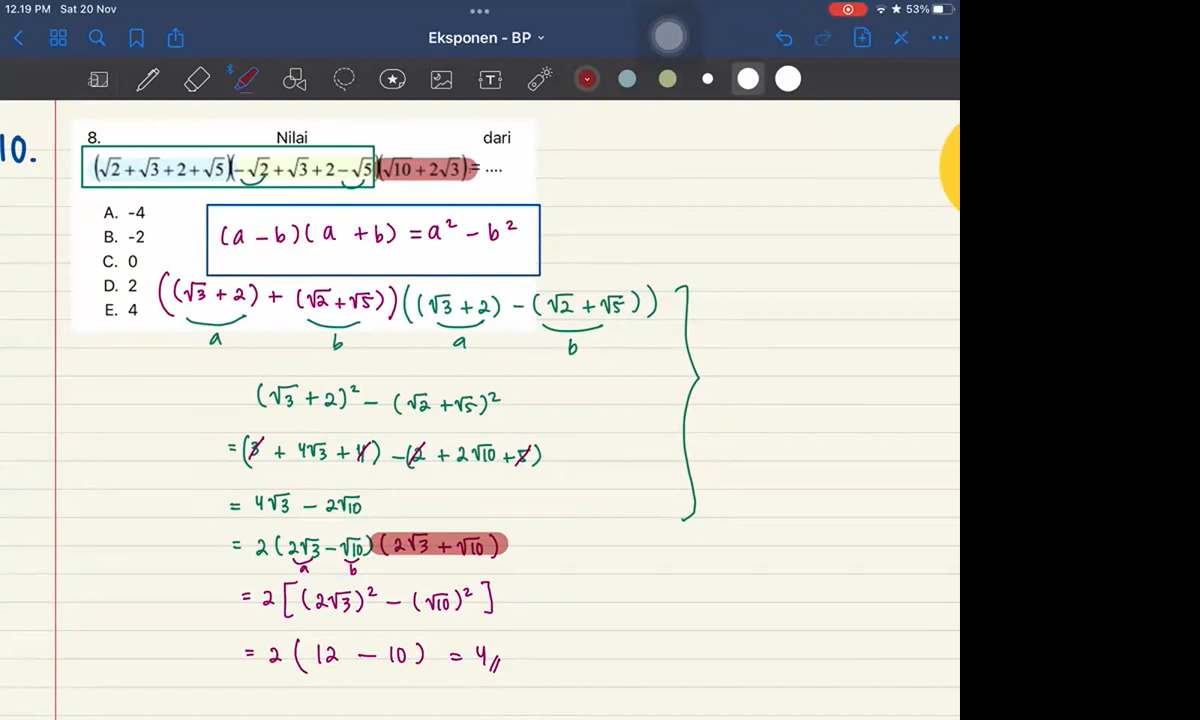 12.19 PM Sat 20 Nov 53%
Eksponen - BP
10.
8. Nilai dari
(√2 + √3 + 2 + √5)(-√2 + √3 + 2 - √5)(√10 + 2√3) = ....
A. -4
B. -2
C. 0
D. 2
E. 4
(a - b)(a + b) = a² - b²
((√3 + 2) + (√2 + √5))((√3 + 2) - (√2 + √5))
a b a b
(√3 + 2)² - (√2 + √5)²
= (3 + 4√3 + 4) - (2 + 2√10 + 5)
= 4√3 - 2√10
= 2(2√3 - √10)(2√3 + √10)
a b
= 2[(2√3)² - (√10)²]
= 2(12 - 10) = 4//